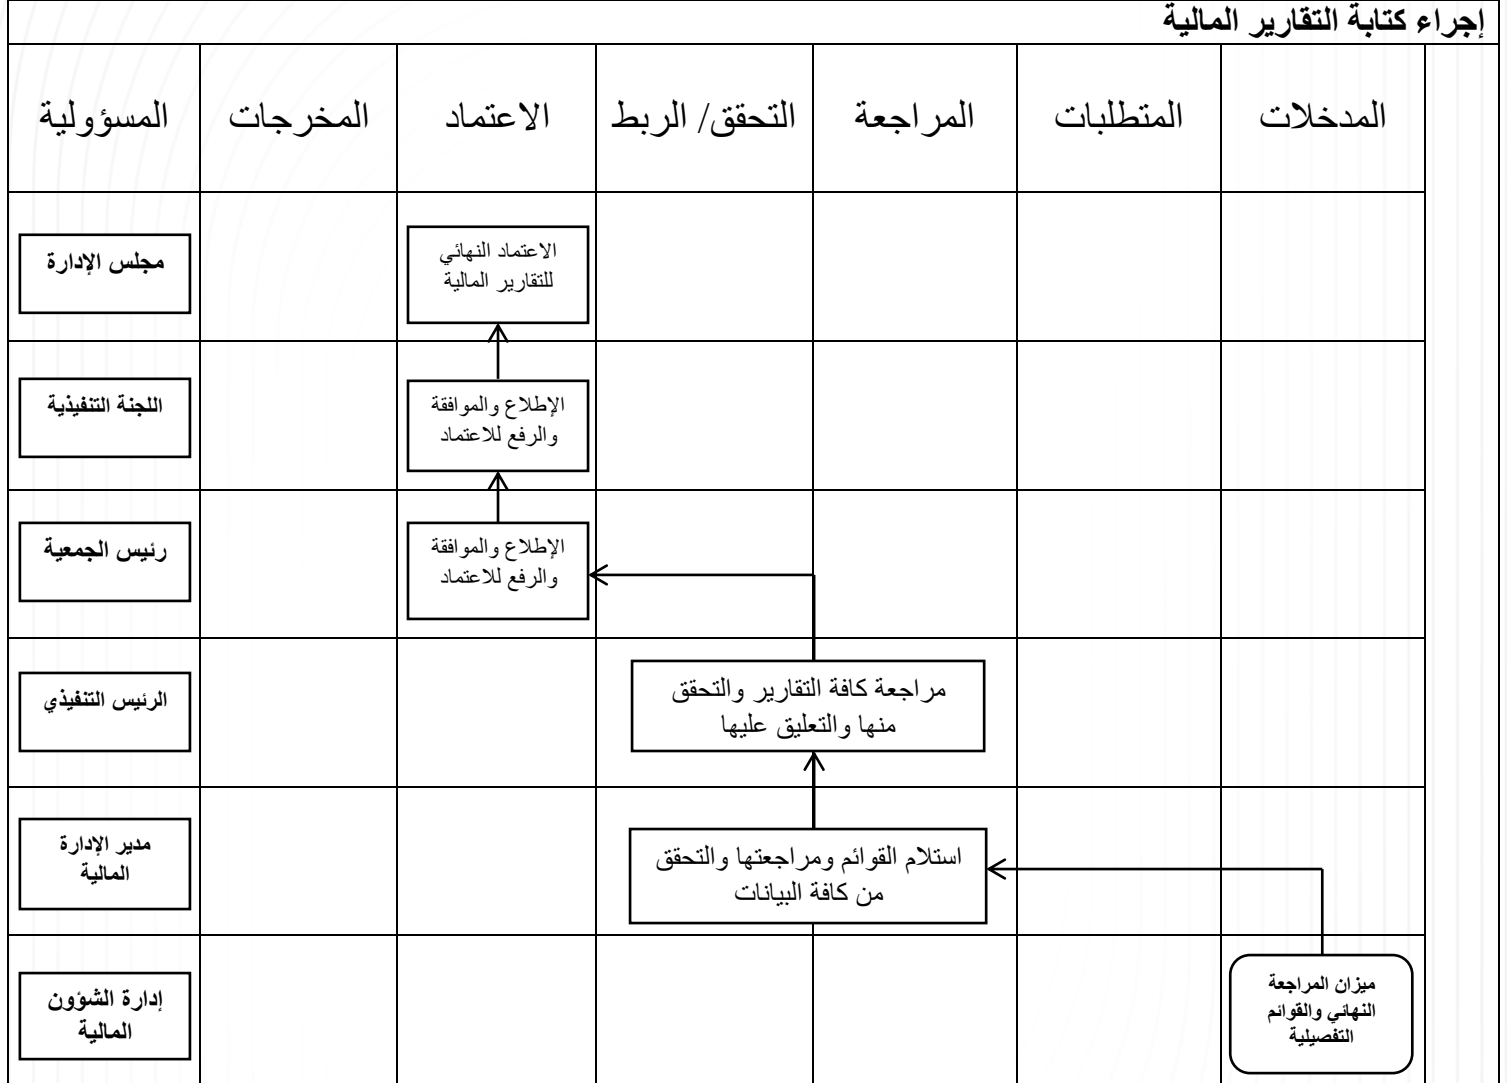 إجراء كتابة التقارير المالية
المدخلات
المتطلبات
المراجعة
التحقق/ الربط
الاعتماد
المخرجات
المسؤولية
الاعتماد النهائي
للتقارير المالية
مجلس الإدارة
الإطلاع والموافقة
والرفع للاعتماد
اللجنة التنفيذية
الإطلاع والموافقة
والرفع للاعتماد
رئيس الجمعية
مراجعة كافة التقارير والتحقق
منها والتعليق عليها
الرئيس التنفيذي
استلام القوائم ومراجعتها والتحقق
من كافة البيانات
مدير الإدارة
المالية
ميزان المراجعة
النهائي والقوائم
التفصيلية
إدارة الشؤون
المالية